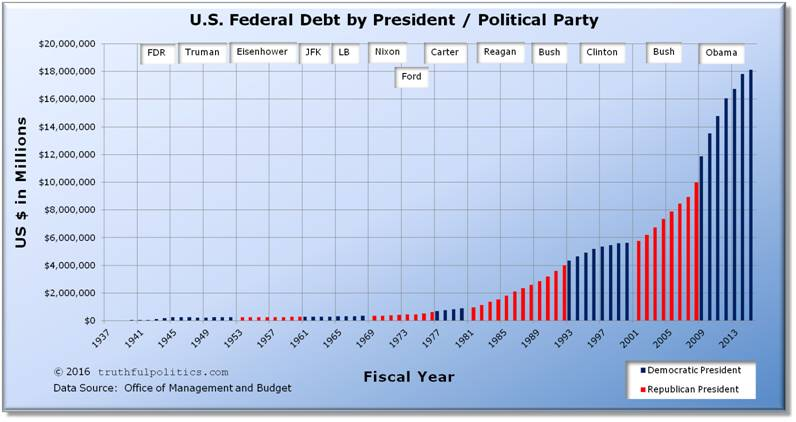 U.S. Federal Debt by President / Political Party
FDR Truman Eisenhower JFK LB Nixon Carter Reagan Bush Clinton Bush Obama
Ford
US $ in Millions
$20,000,000
$18,000,000
$16,000,000
$14,000,000
$12,000,000
$10,000,000
$8,000,000
$6,000,000
$4,000,000
$2,000,000
$0
1937 1941 1945 1949 1953 1957 1961 1965 1969 1973 1977 1981 1985 1989 1993 1997 2001 2005 2009 2013
Fiscal Year
© 2016 truthfulpolitics.com
Data Source: Office of Management and Budget
Democratic President
Republican President